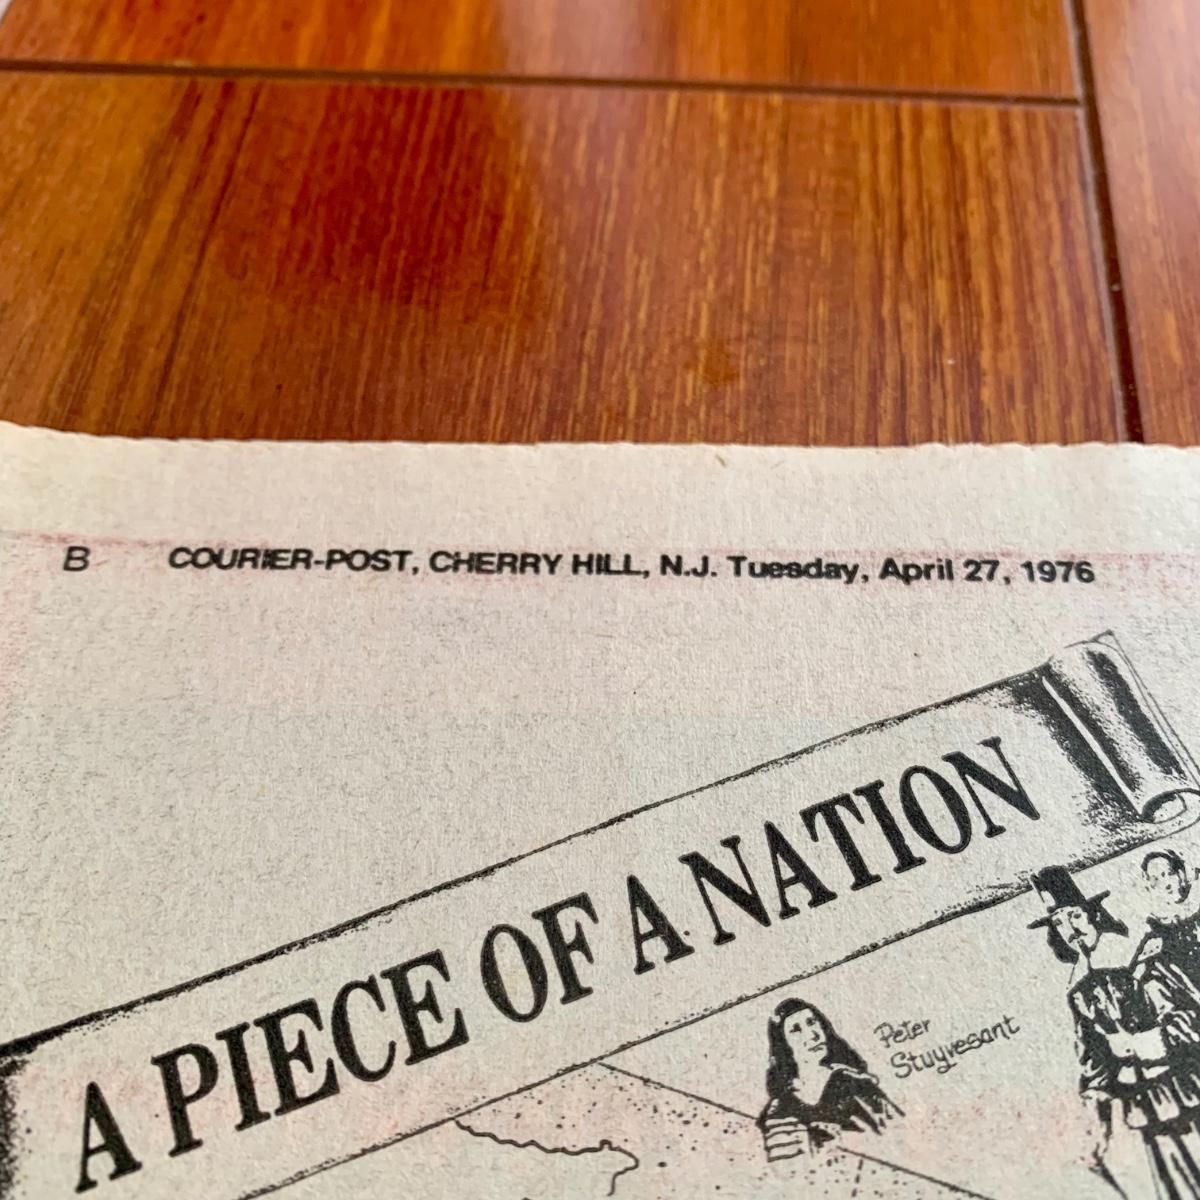 B COURIER-POST, CHERRY HILL, N.J. Tuesday, April 27, 1976
A PIECE OF A NATION
Peter
Stuyvesant